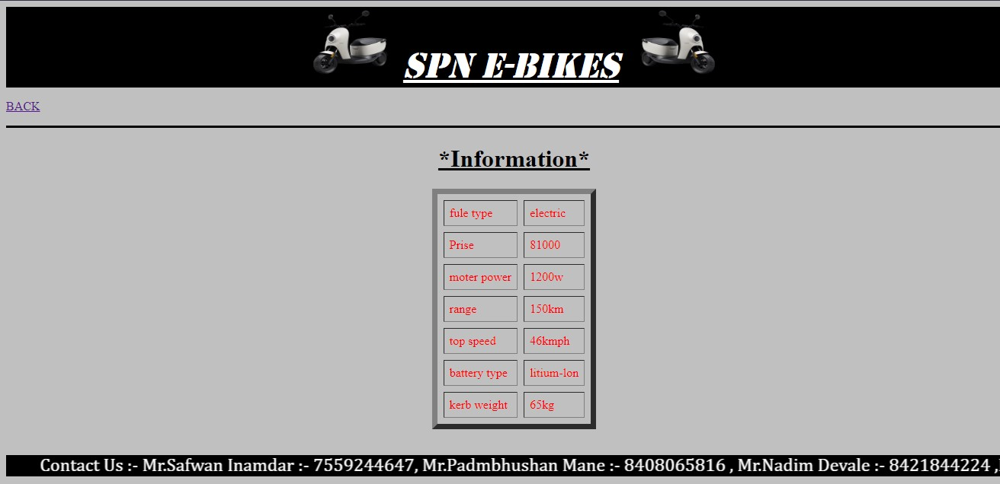 SPN E-BIKES
BACK
*Information*
fule type electric
Prise 81000
moter power 1200w
range 150km
top speed 46kmph
battery type litium-lon
kerb weight 65kg
Contact Us :- Mr.Safwan Inamdar :- 7559244647, Mr.Padmbhushan Mane :- 8408065816 , Mr.Nadim Devale :- 8421844224 ,